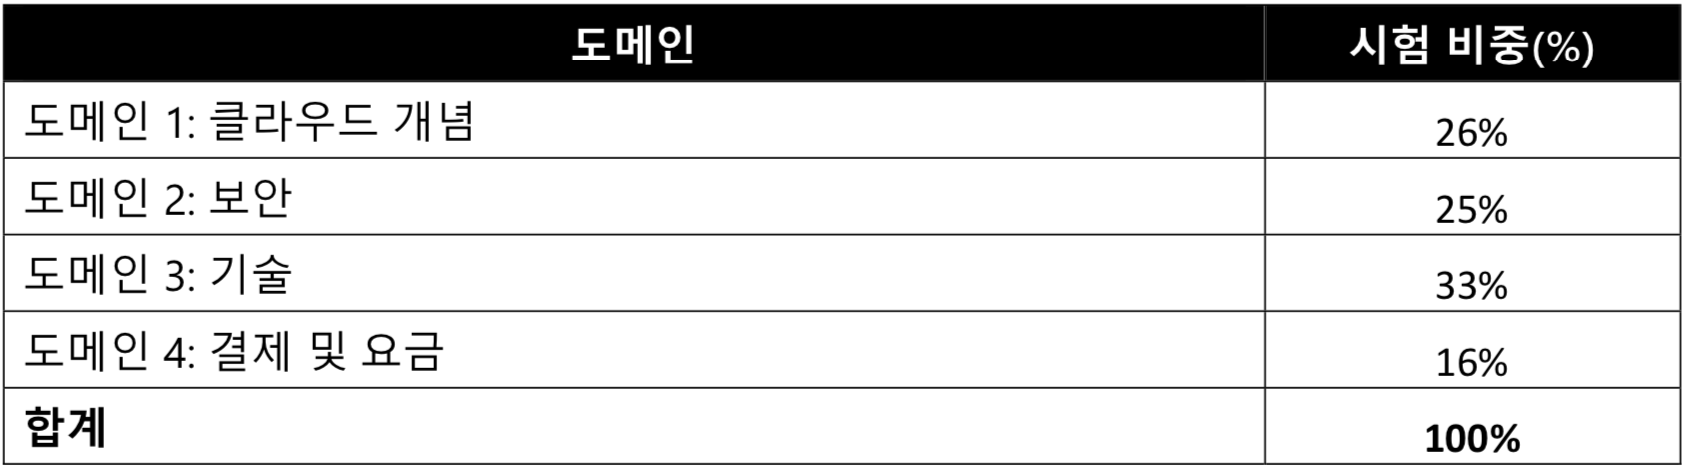 도메인 시험 비중(%)
도메인 1: 클라우드 개념 26%
도메인 2: 보안 25%
도메인 3: 기술 33%
도메인 4: 결제 및 요금 16%
합계 100%